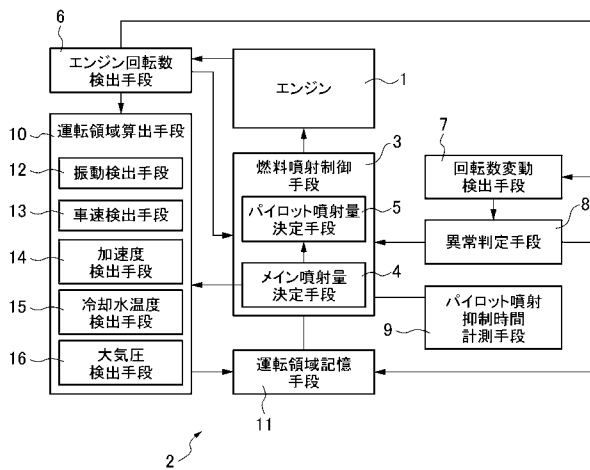 6
エンジン回転数
検出手段
エンジン
1
10
運転領域算出手段
12
振動検出手段
13
車速検出手段
14
加速度
検出手段
15
冷却水温度
検出手段
16
大気圧
検出手段
3
燃料噴射制御
手段
5
パイロット噴射量
決定手段
4
メイン噴射量
決定手段
7
回転数変動
検出手段
8
異常判定手段
パイロット噴射
抑制時間
計測手段
9
運転領域記憶
手段
11
2